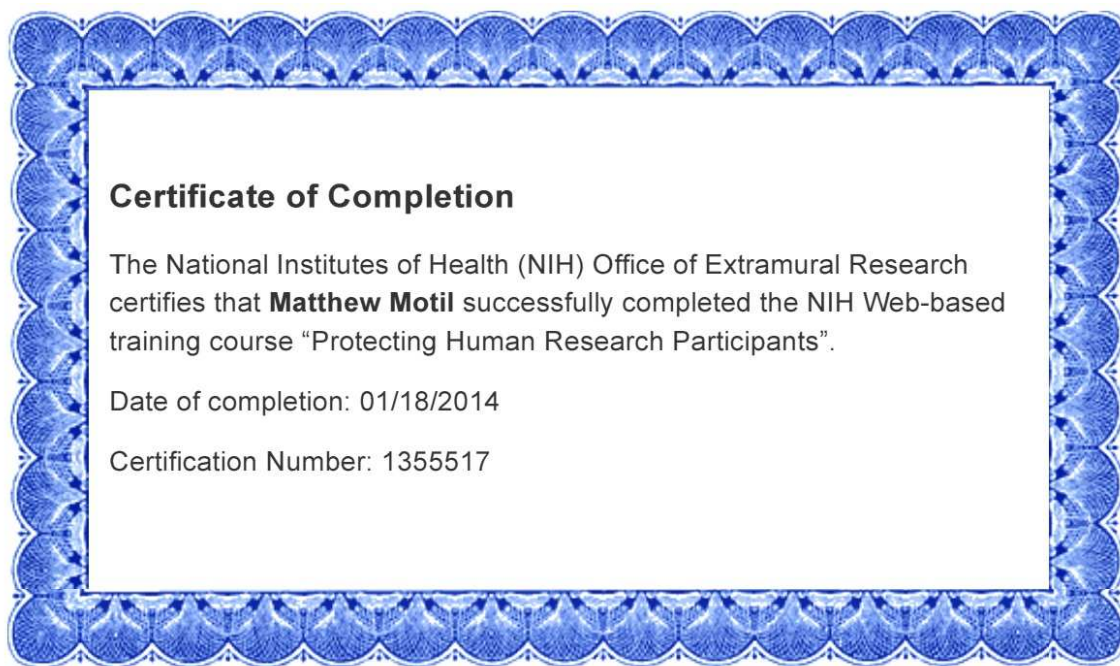 Certificate of Completion
The National Institutes of Health (NIH) Office of Extramural Research
certifies that Matthew Motil successfully completed the NIH Web-based
training course “Protecting Human Research Participants”.
Date of completion: 01/18/2014
Certification Number: 1355517